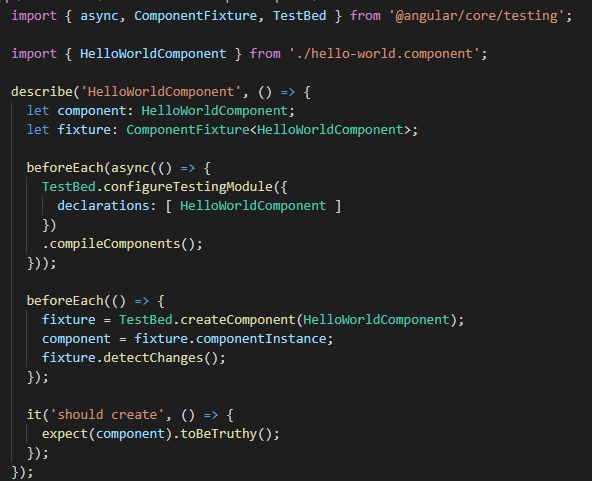 import { async, ComponentFixture, TestBed } from '@angular/core/testing';

import { HelloWorldComponent } from './hello-world.component';

describe('HelloWorldComponent', () => {
  let component: HelloWorldComponent;
  let fixture: ComponentFixture<HelloWorldComponent>;

  beforeEach(async(() => {
    TestBed.configureTestingModule({
      declarations: [ HelloWorldComponent ]
    })
    .compileComponents();
  }));

  beforeEach(() => {
    fixture = TestBed.createComponent(HelloWorldComponent);
    component = fixture.componentInstance;
    fixture.detectChanges();
  });

  it('should create', () => {
    expect(component).toBeTruthy();
  });
});